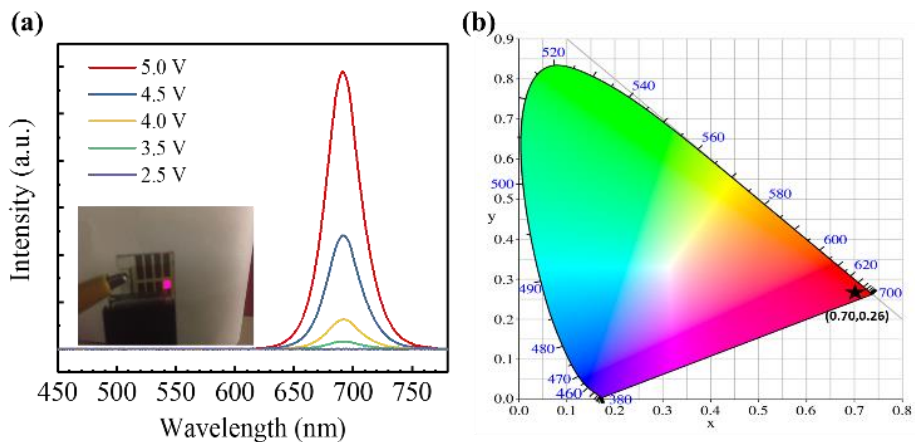 (a)
5.0 V
4.5 V
4.0 V
3.5 V
2.5 V
Intensity (a.u.)
450 500 550 600 650 700 750
Wavelength (nm)
(b)
0.9
0.8
0.7
0.6
0.5
y
0.4
0.3
0.2
0.1
0.0
0.0 0.1 0.2 0.3 0.4 0.5 0.6 0.7 0.8
x
520
540
560
580
600
620
700
(0.70,0.26)
500
490
480
470
460
380